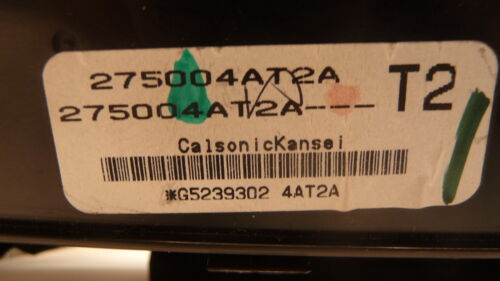 275004AT2A
275004AT2A--- T2
CalsonicKansei
*G5239302 4AT2A